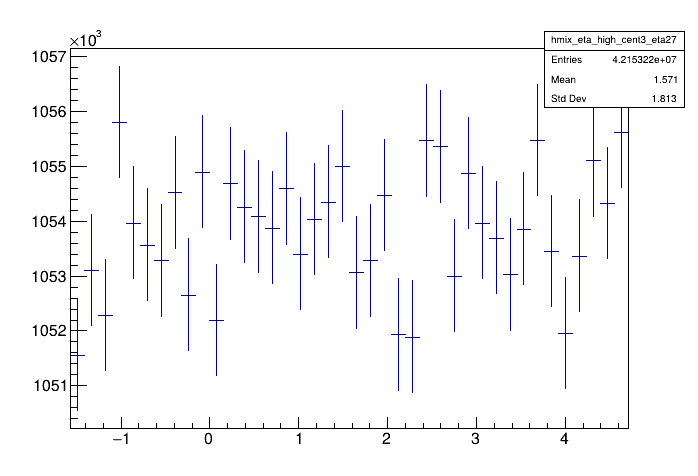 ×10³
hmix_eta_high_cent3_eta27
Entries 4.215322e+07
Mean 1.571
Std Dev 1.813
1057
1056
1055
1054
1053
1052
1051
−1 0 1 2 3 4